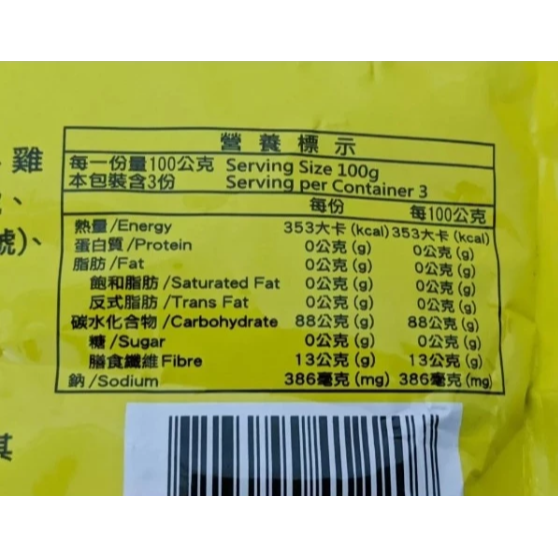 營養標示
每一份量100公克 Serving Size 100g
本包裝含3份 Serving per Container 3
每份 每100公克
熱量/Energy 353大卡 (kcal) 353大卡 (kcal)
蛋白質/Protein 0公克 (g) 0公克 (g)
脂肪/Fat 0公克 (g) 0公克 (g)
飽和脂肪/Saturated Fat 0公克 (g) 0公克 (g)
反式脂肪/Trans Fat 0公克 (g) 0公克 (g)
碳水化合物/Carbohydrate 88公克 (g) 88公克 (g)
糖/Sugar 0公克 (g) 0公克 (g)
膳食纖維Fibre 13公克 (g) 13公克 (g)
鈉/Sodium 386毫克 (mg) 386毫克 (mg)
、雞
、
號)、
其